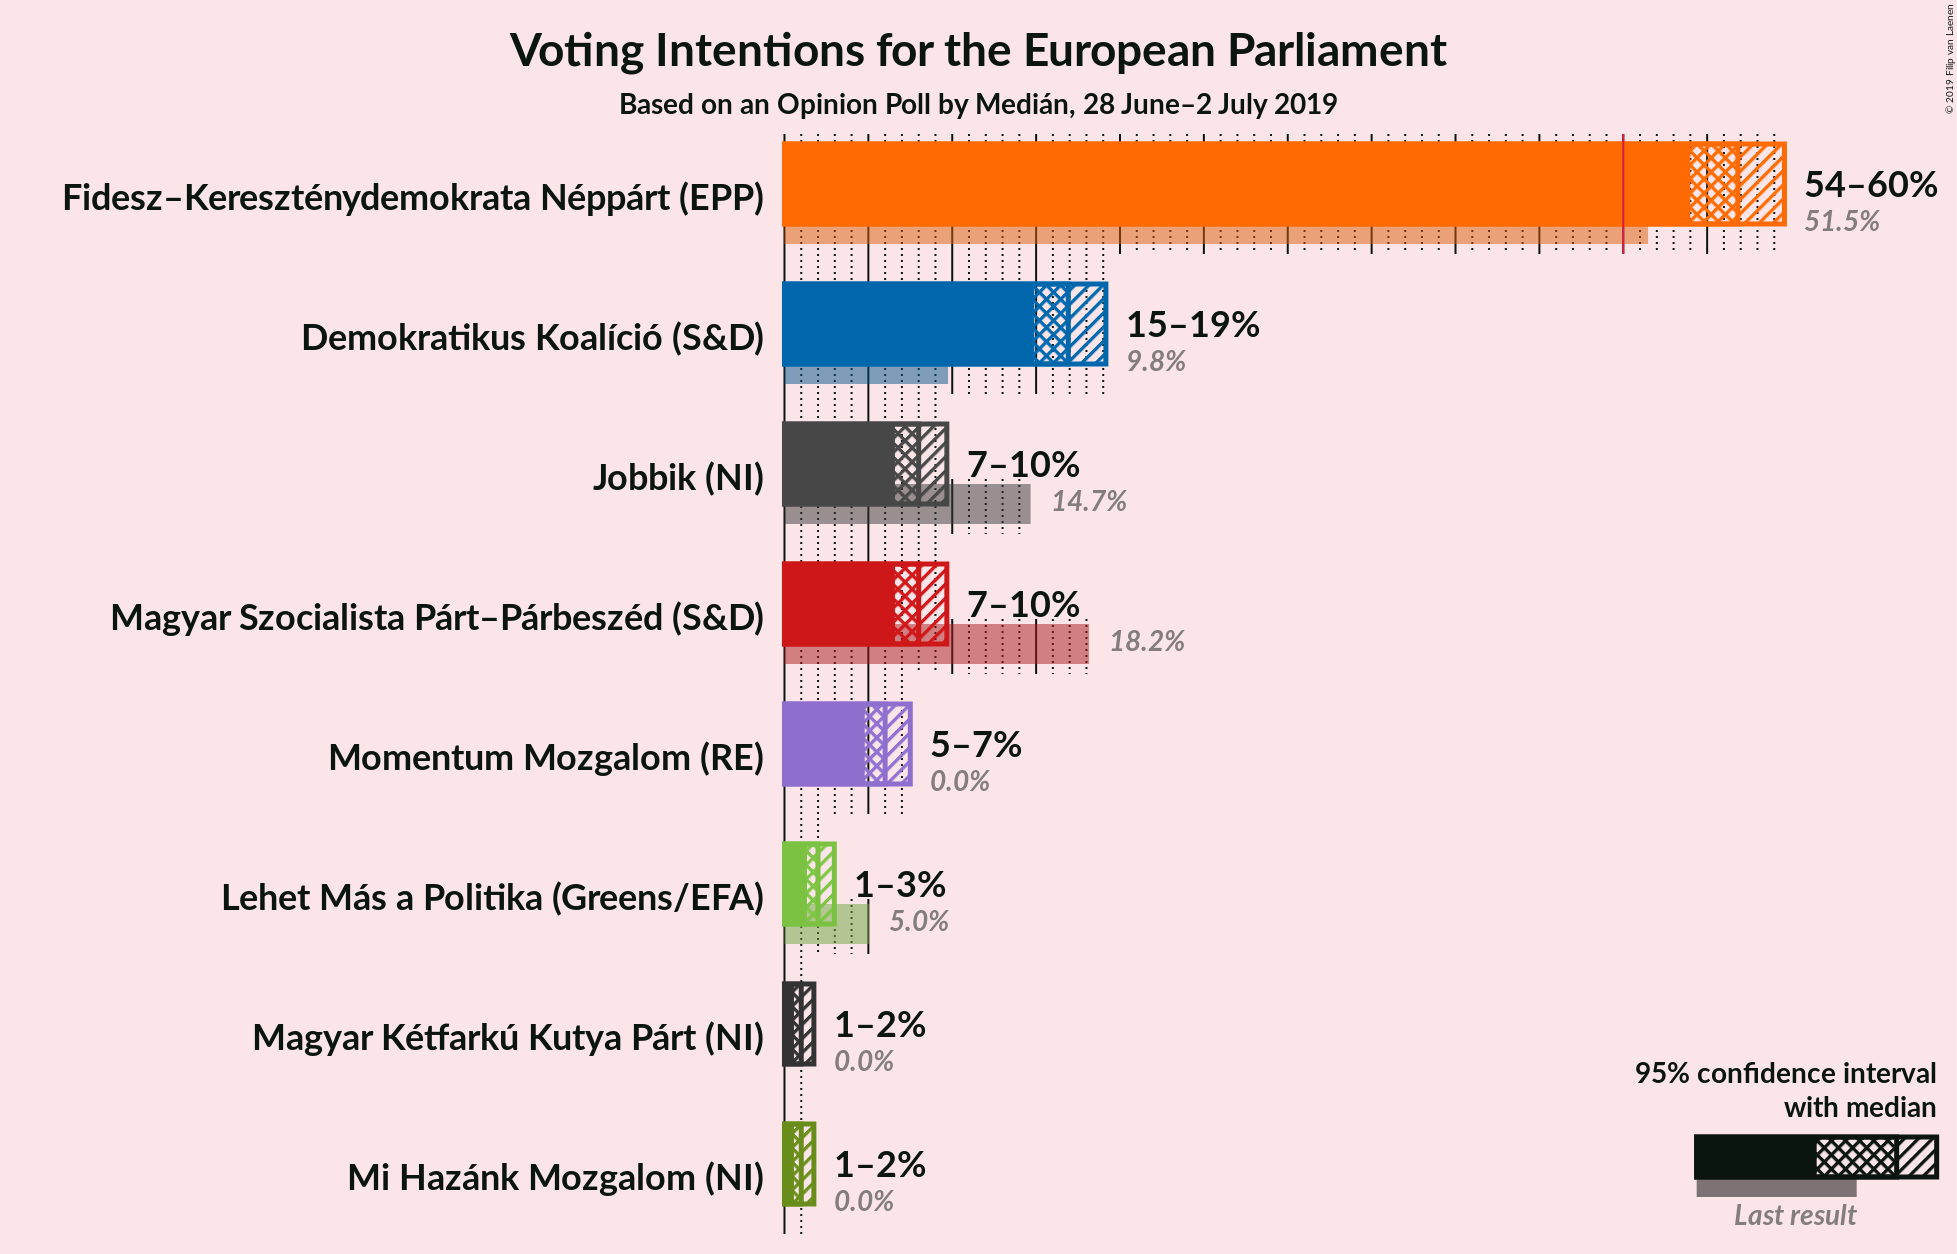 Voting Intentions for the European Parliament
Based on an Opinion Poll by Medián, 28 June–2 July 2019
© 2019 Filip van Laenen
Fidesz–Kereszténydemokrata Néppárt (EPP)
54–60%
51.5%
Demokratikus Koalíció (S&D)
15–19%
9.8%
Jobbik (NI)
7–10%
14.7%
Magyar Szocialista Párt–Párbeszéd (S&D)
7–10%
18.2%
Momentum Mozgalom (RE)
5–7%
0.0%
Lehet Más a Politika (Greens/EFA)
1–3%
5.0%
Magyar Kétfarkú Kutya Párt (NI)
1–2%
0.0%
Mi Hazánk Mozgalom (NI)
1–2%
0.0%
95% confidence interval
with median
Last result